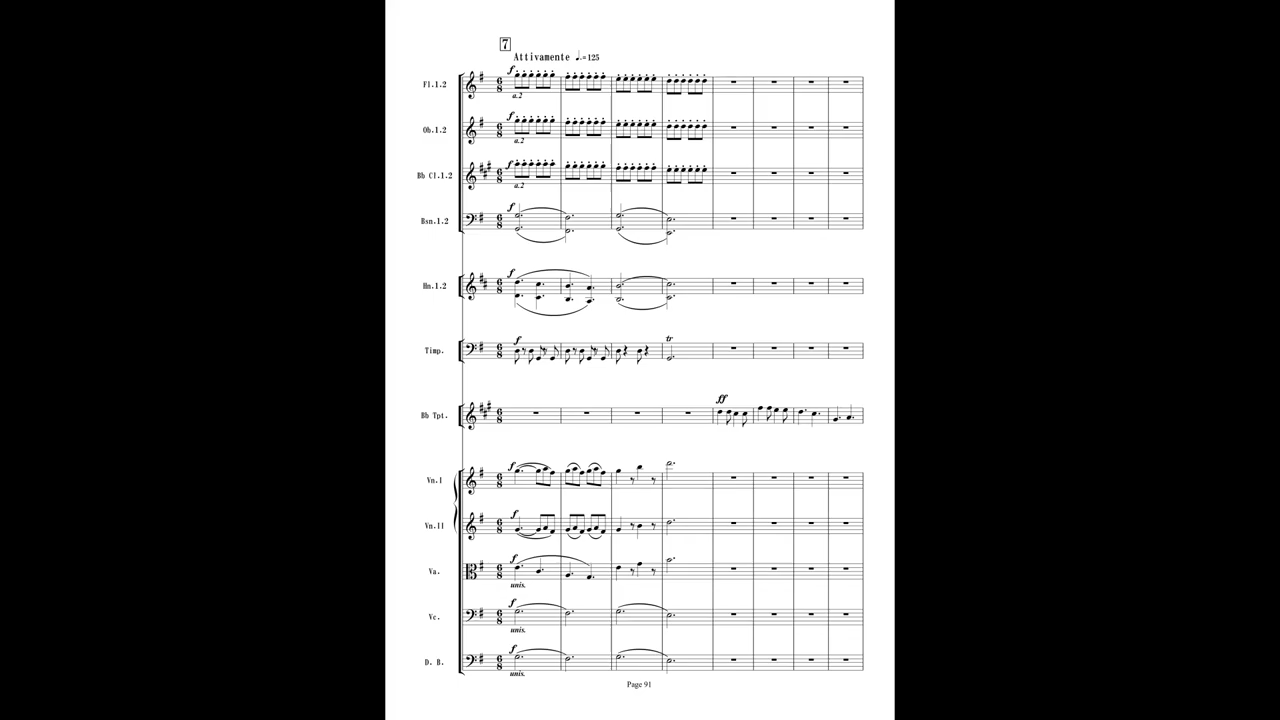 7
Attivamente ♩.=125
Fl.1.2
f
a.2
Ob.1.2
f
a.2
Bb Cl.1.2
f
a.2
Bsn.1.2
f
Hn.1.2
f
Timp.
f
tr
Bb Tpt.
ff
Vn.I
f
Vn.II
f
Va.
f
unis.
Vc.
f
unis.
D. B.
f
unis.
Page 91